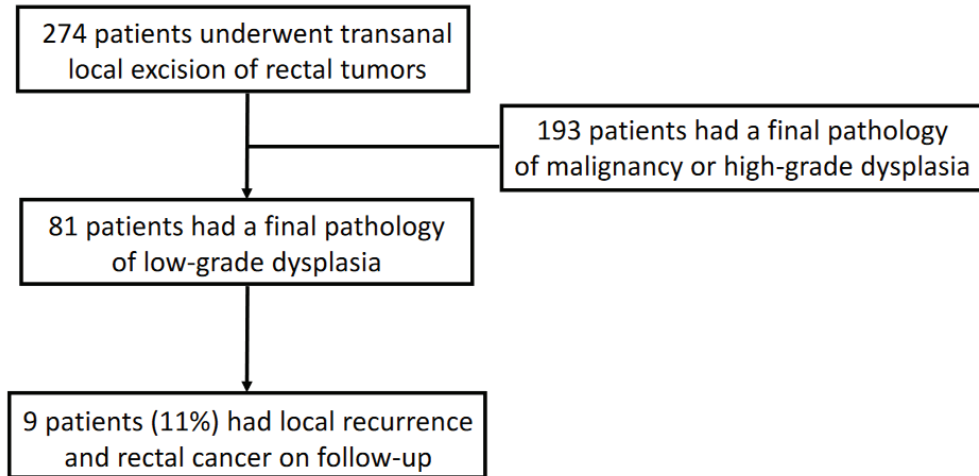 274 patients underwent transanal
local excision of rectal tumors
193 patients had a final pathology
of malignancy or high-grade dysplasia
81 patients had a final pathology
of low-grade dysplasia
9 patients (11%) had local recurrence
and rectal cancer on follow-up